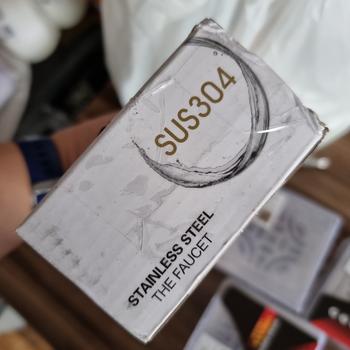 SUS304
STAINLESS STEEL
THE FAUCET